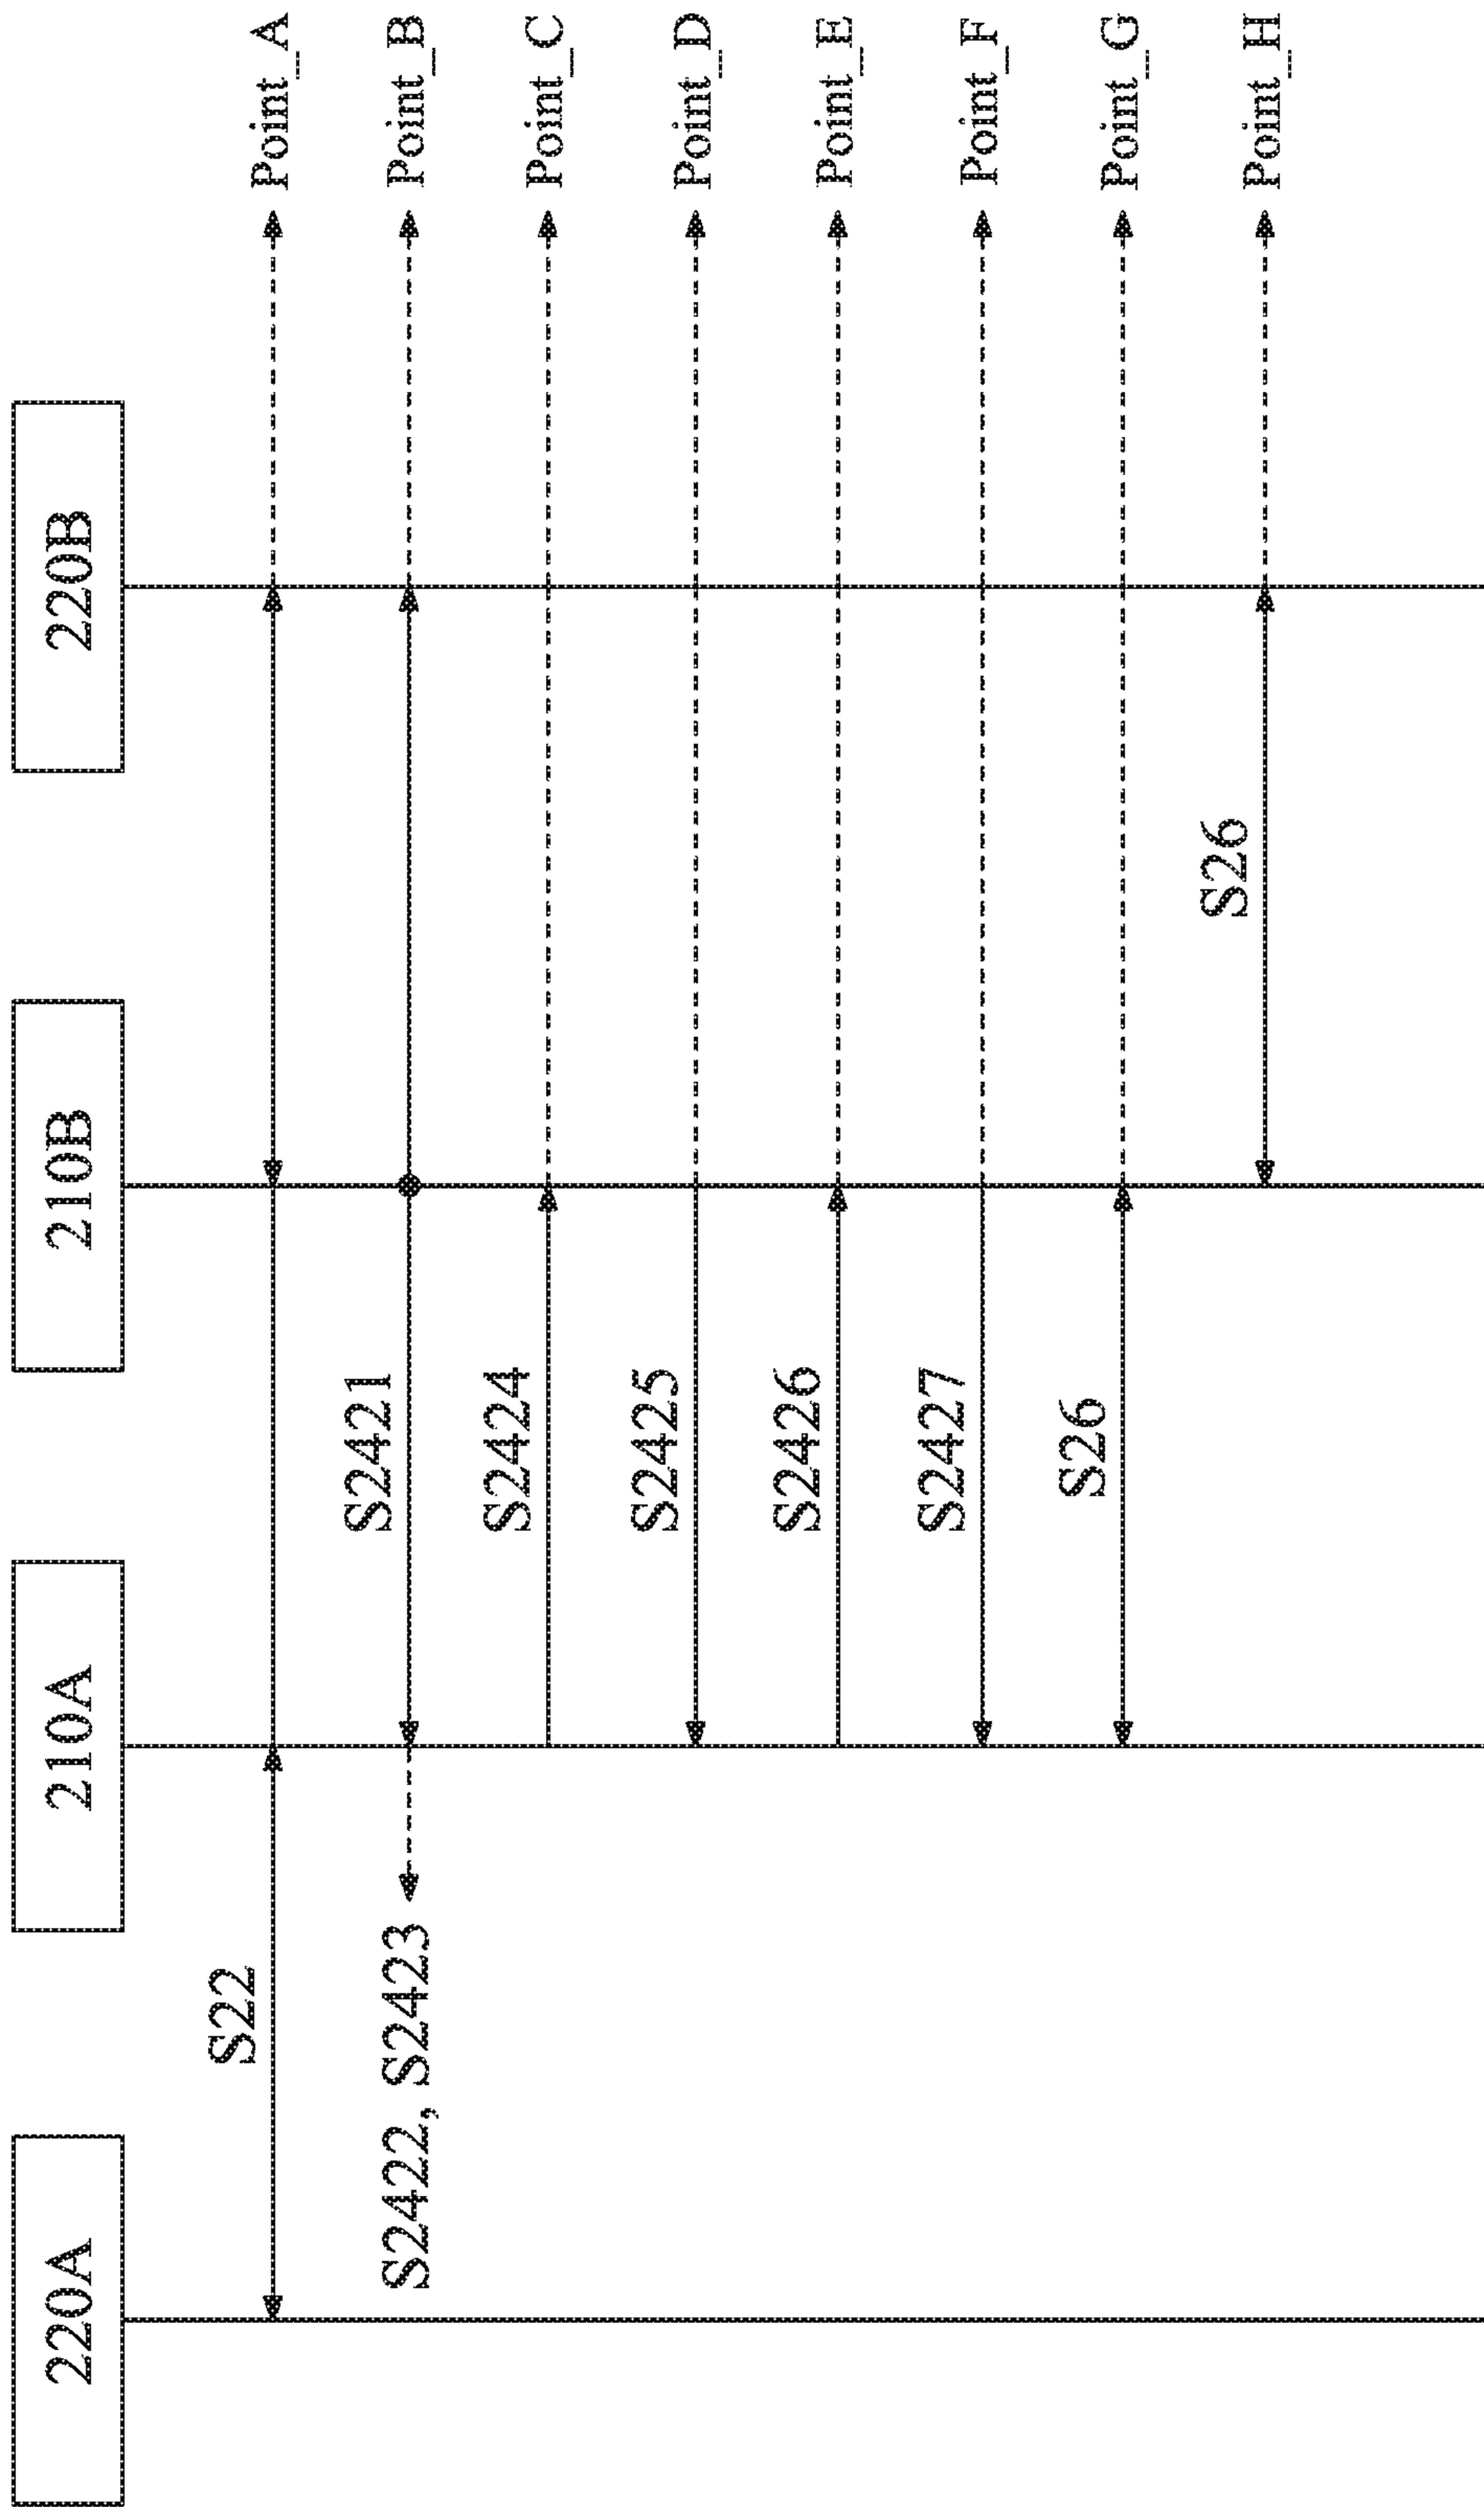 220A
210A
210B
220B
S22
Point_A
S2422, S2423
S2421
Point_B
S2424
Point_C
S2425
Point_D
S2426
Point_E
S2427
Point_F
S26
Point_G
S26
Point_H